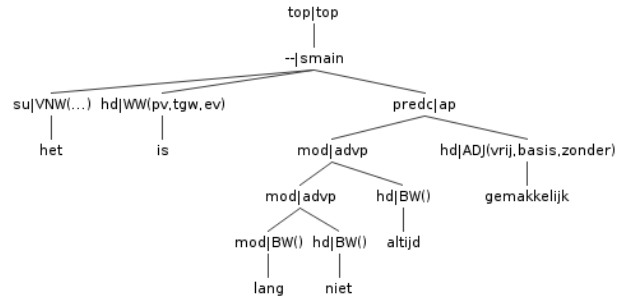 top|top
--|smain
su|VNW(...) hd|WW(pv,tgw,ev) predc|ap
het is mod|advp hd|ADJ(vrij,basis,zonder)
mod|advp hd|BW() gemakkelijk
mod|BW() hd|BW() altijd
lang niet